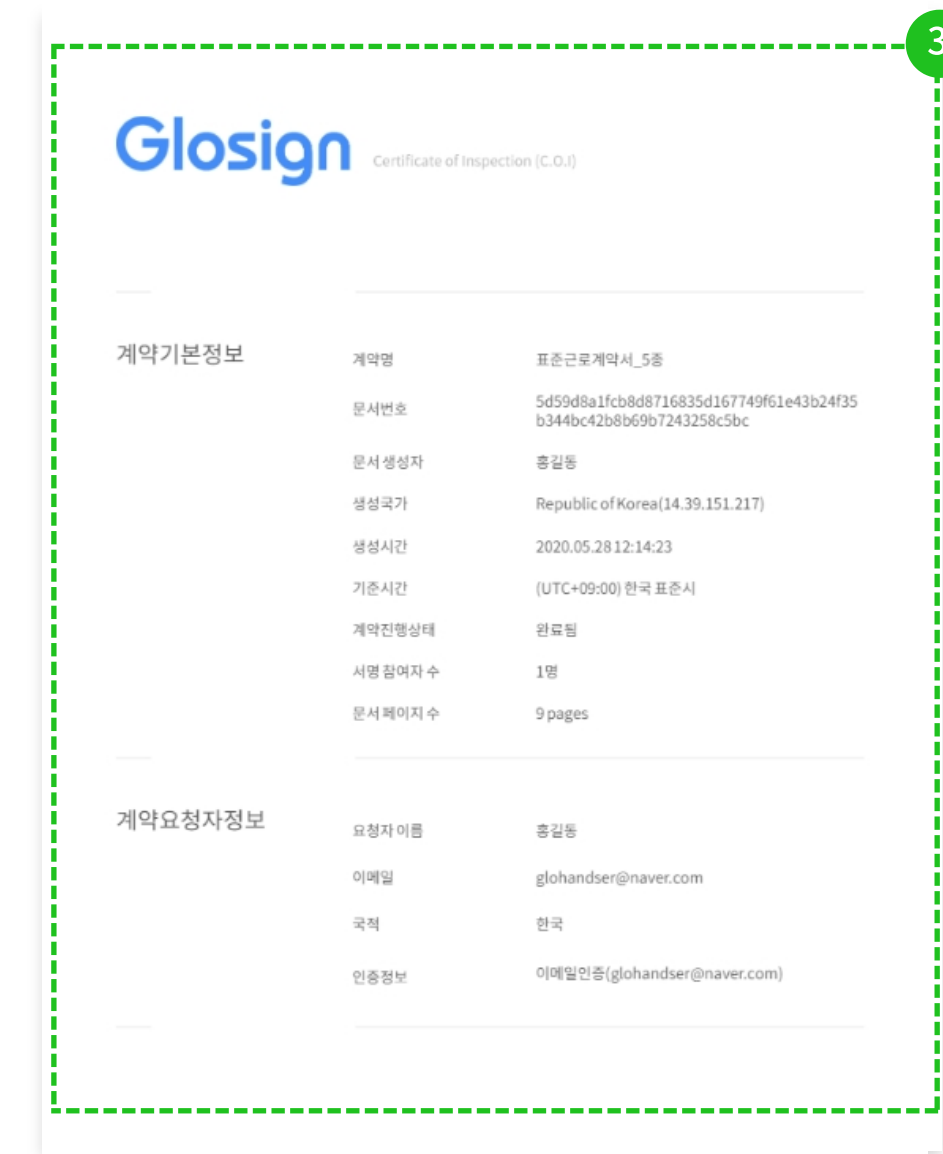 3
Glosign Certificate of Inspection (C.O.I)
계약기본정보
계약명 표준근로계약서_5종
문서번호 5d59d8a1fcb8d8716835d167749f61e43b24f35
b344bc42b8b69b7243258c5bc
문서 생성자 홍길동
생성국가 Republic of Korea(14.39.151.217)
생성시간 2020.05.28 12:14:23
기준시간 (UTC+09:00) 한국 표준시
계약진행상태 완료됨
서명 참여자 수 1명
문서 페이지 수 9 pages
계약요청자정보
요청자 이름 홍길동
이메일 glohandser@naver.com
국적 한국
인증정보 이메일인증(glohandser@naver.com)